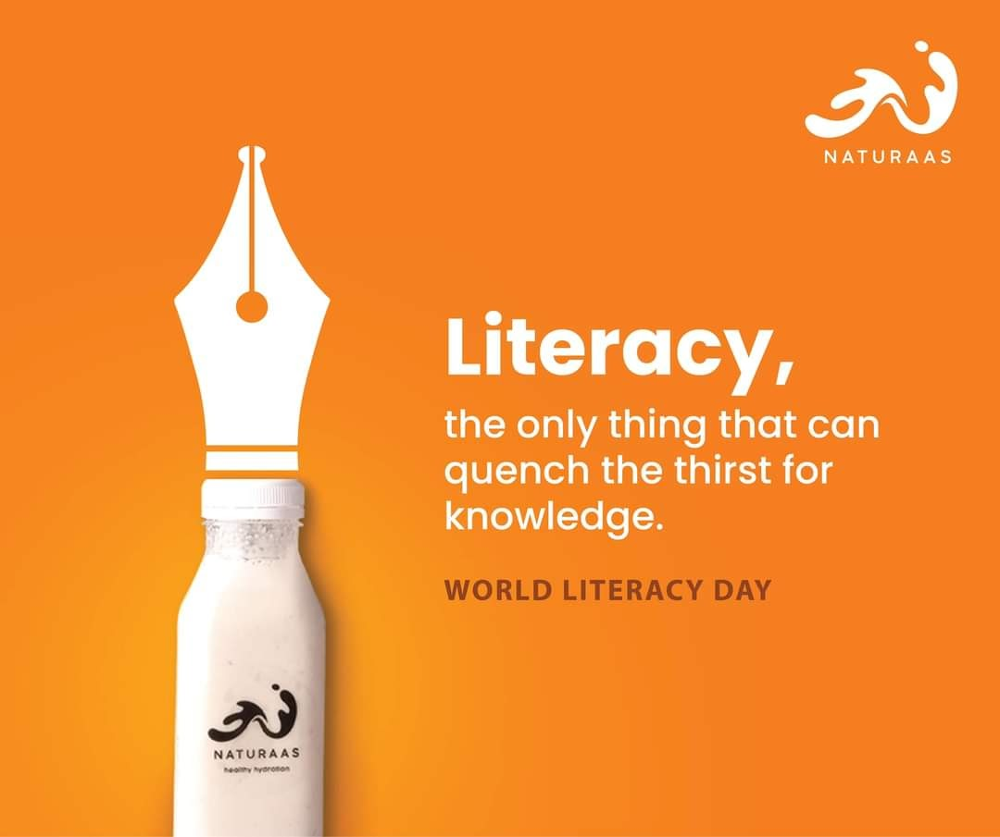 NATURAAS
Literacy,
the only thing that can
quench the thirst for
knowledge.
WORLD LITERACY DAY
NATURAAS
healthy hydration